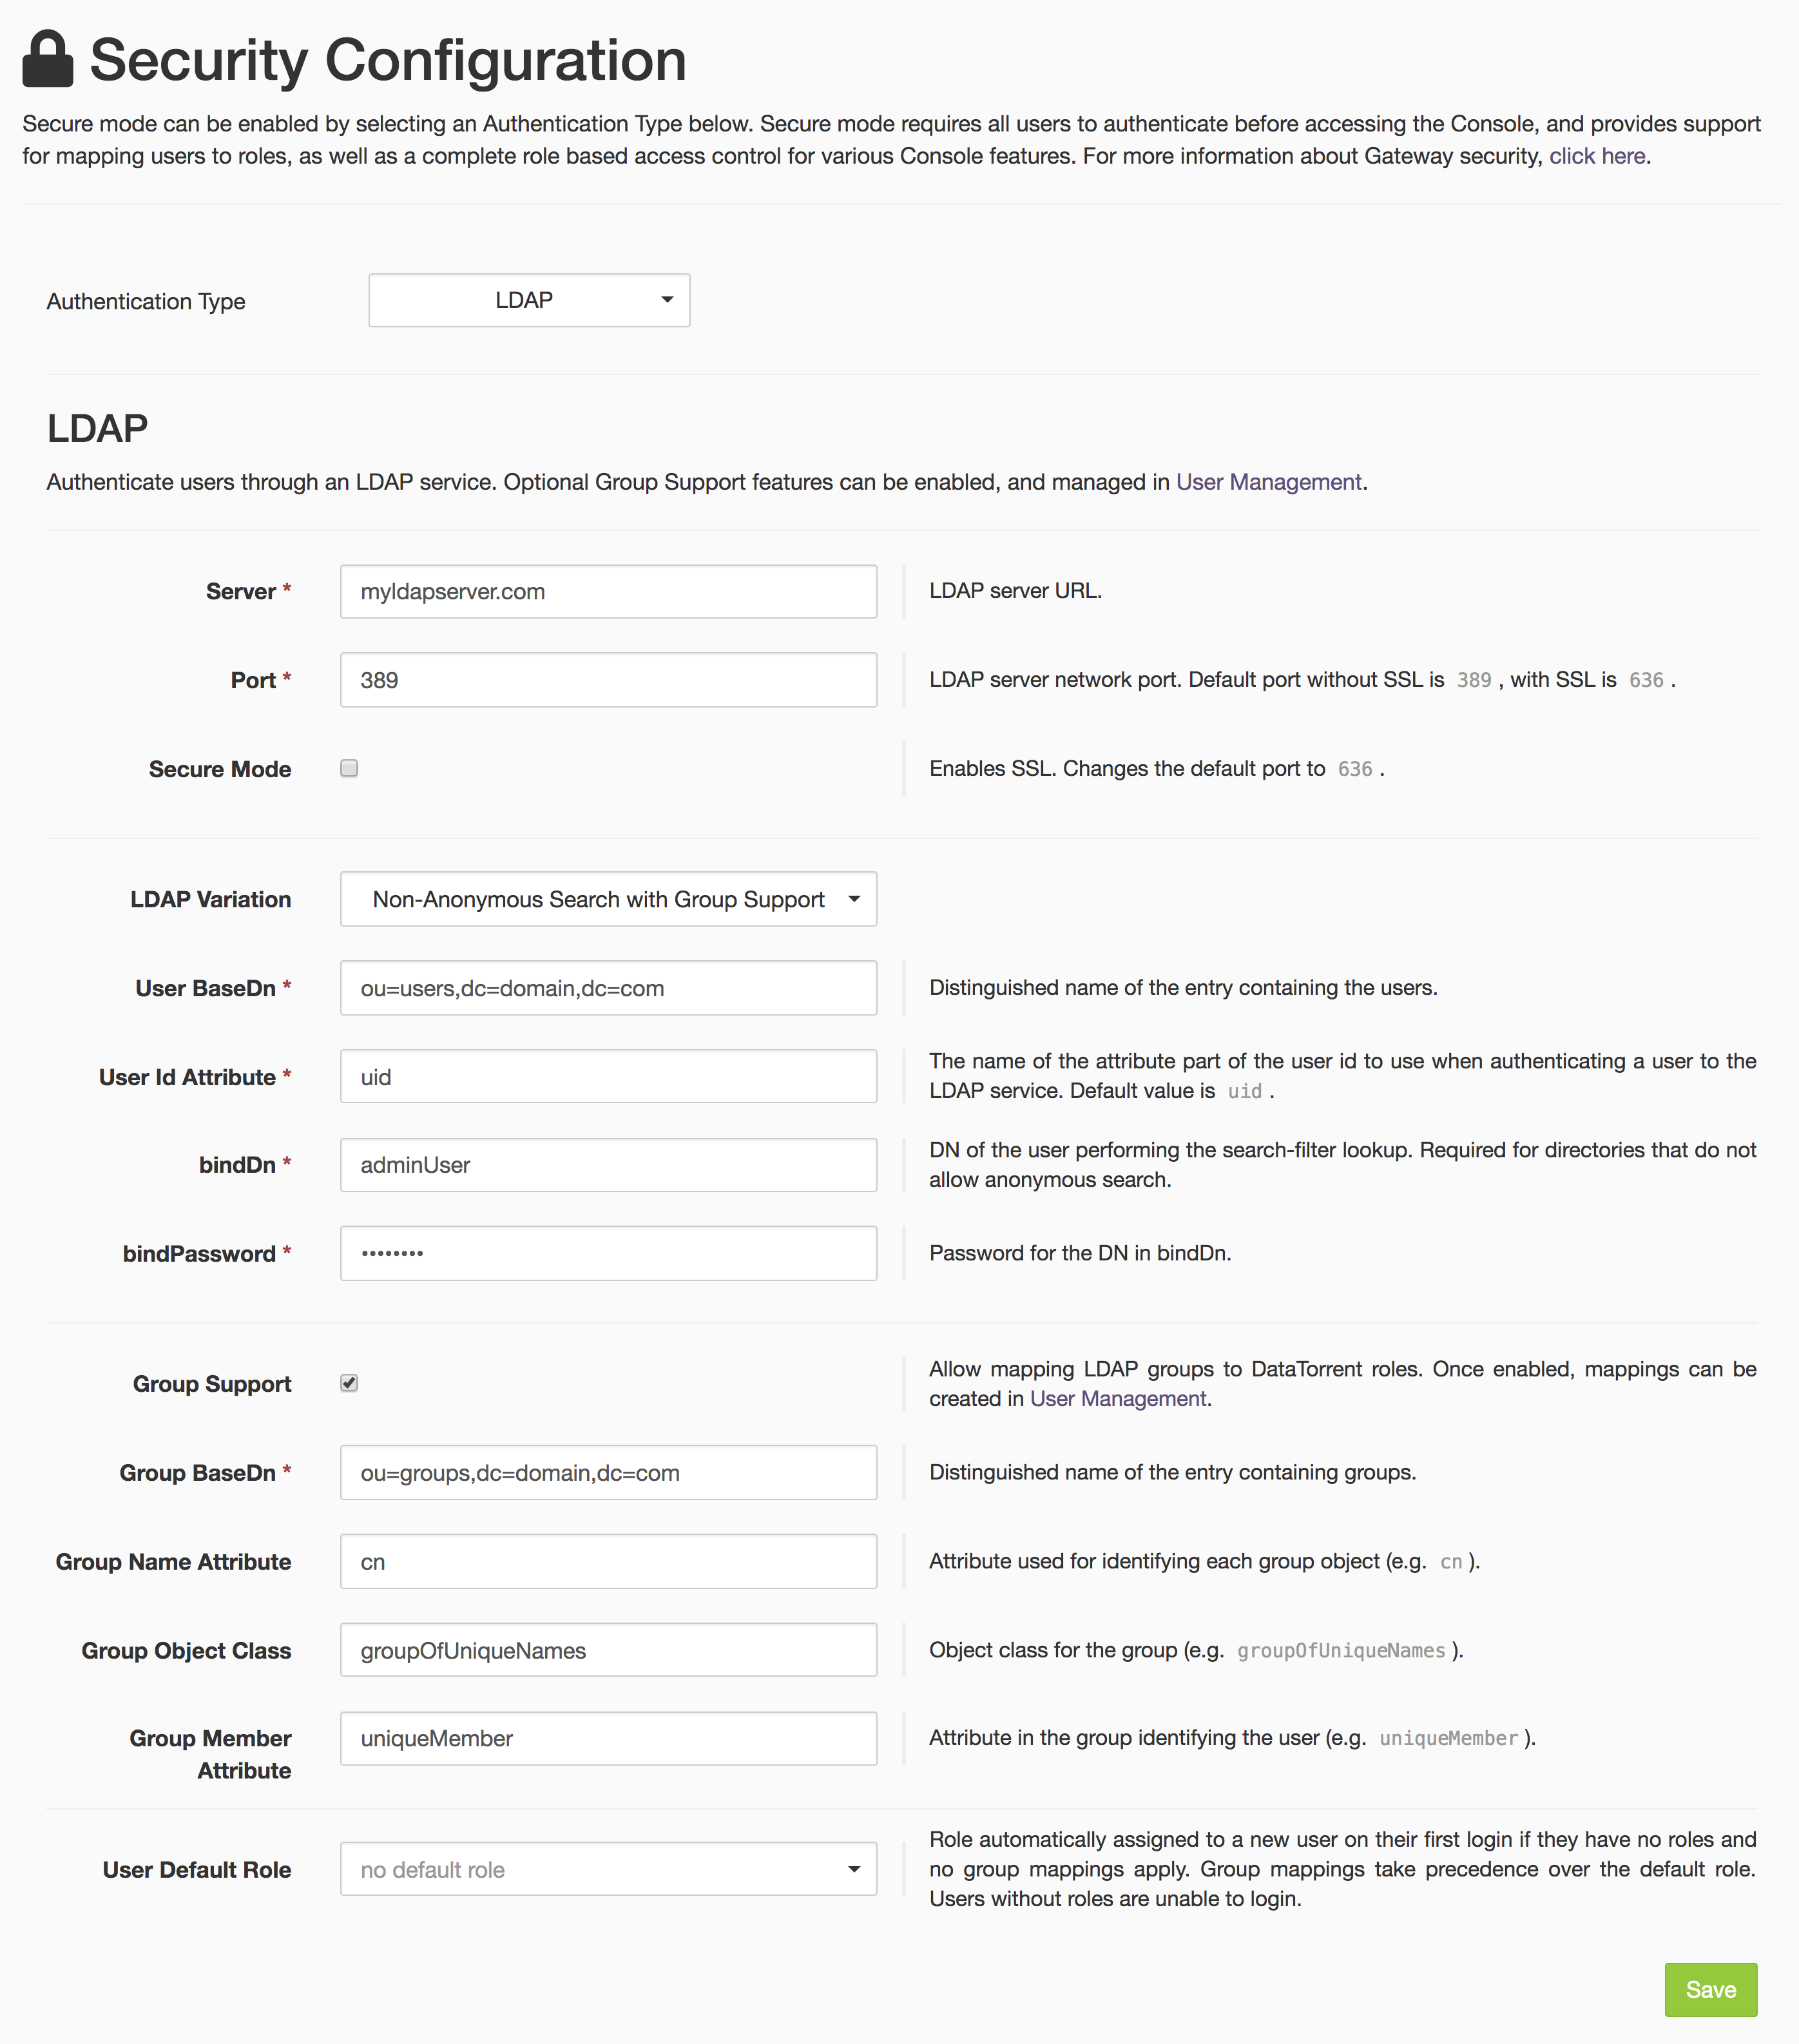 Security Configuration
Secure mode can be enabled by selecting an Authentication Type below. Secure mode requires all users to authenticate before accessing the Console, and provides support
for mapping users to roles, as well as a complete role based access control for various Console features. For more information about Gateway security, click here.
Authentication Type LDAP
LDAP
Authenticate users through an LDAP service. Optional Group Support features can be enabled, and managed in User Management.
Server * myldapserver.com LDAP server URL.
Port * 389 LDAP server network port. Default port without SSL is 389 , with SSL is 636 .
Secure Mode Enables SSL. Changes the default port to 636 .
LDAP Variation Non-Anonymous Search with Group Support
User BaseDn * ou=users,dc=domain,dc=com Distinguished name of the entry containing the users.
User Id Attribute * uid The name of the attribute part of the user id to use when authenticating a user to the
LDAP service. Default value is uid .
bindDn * adminUser DN of the user performing the search-filter lookup. Required for directories that do not
allow anonymous search.
bindPassword * •••••••• Password for the DN in bindDn.
Group Support Allow mapping LDAP groups to DataTorrent roles. Once enabled, mappings can be
created in User Management.
Group BaseDn * ou=groups,dc=domain,dc=com Distinguished name of the entry containing groups.
Group Name Attribute cn Attribute used for identifying each group object (e.g. cn ).
Group Object Class groupOfUniqueNames Object class for the group (e.g. groupOfUniqueNames ).
Group Member uniqueMember Attribute in the group identifying the user (e.g. uniqueMember ).
Attribute
User Default Role no default role Role automatically assigned to a new user on their first login if they have no roles and
no group mappings apply. Group mappings take precedence over the default role.
Users without roles are unable to login.
Save